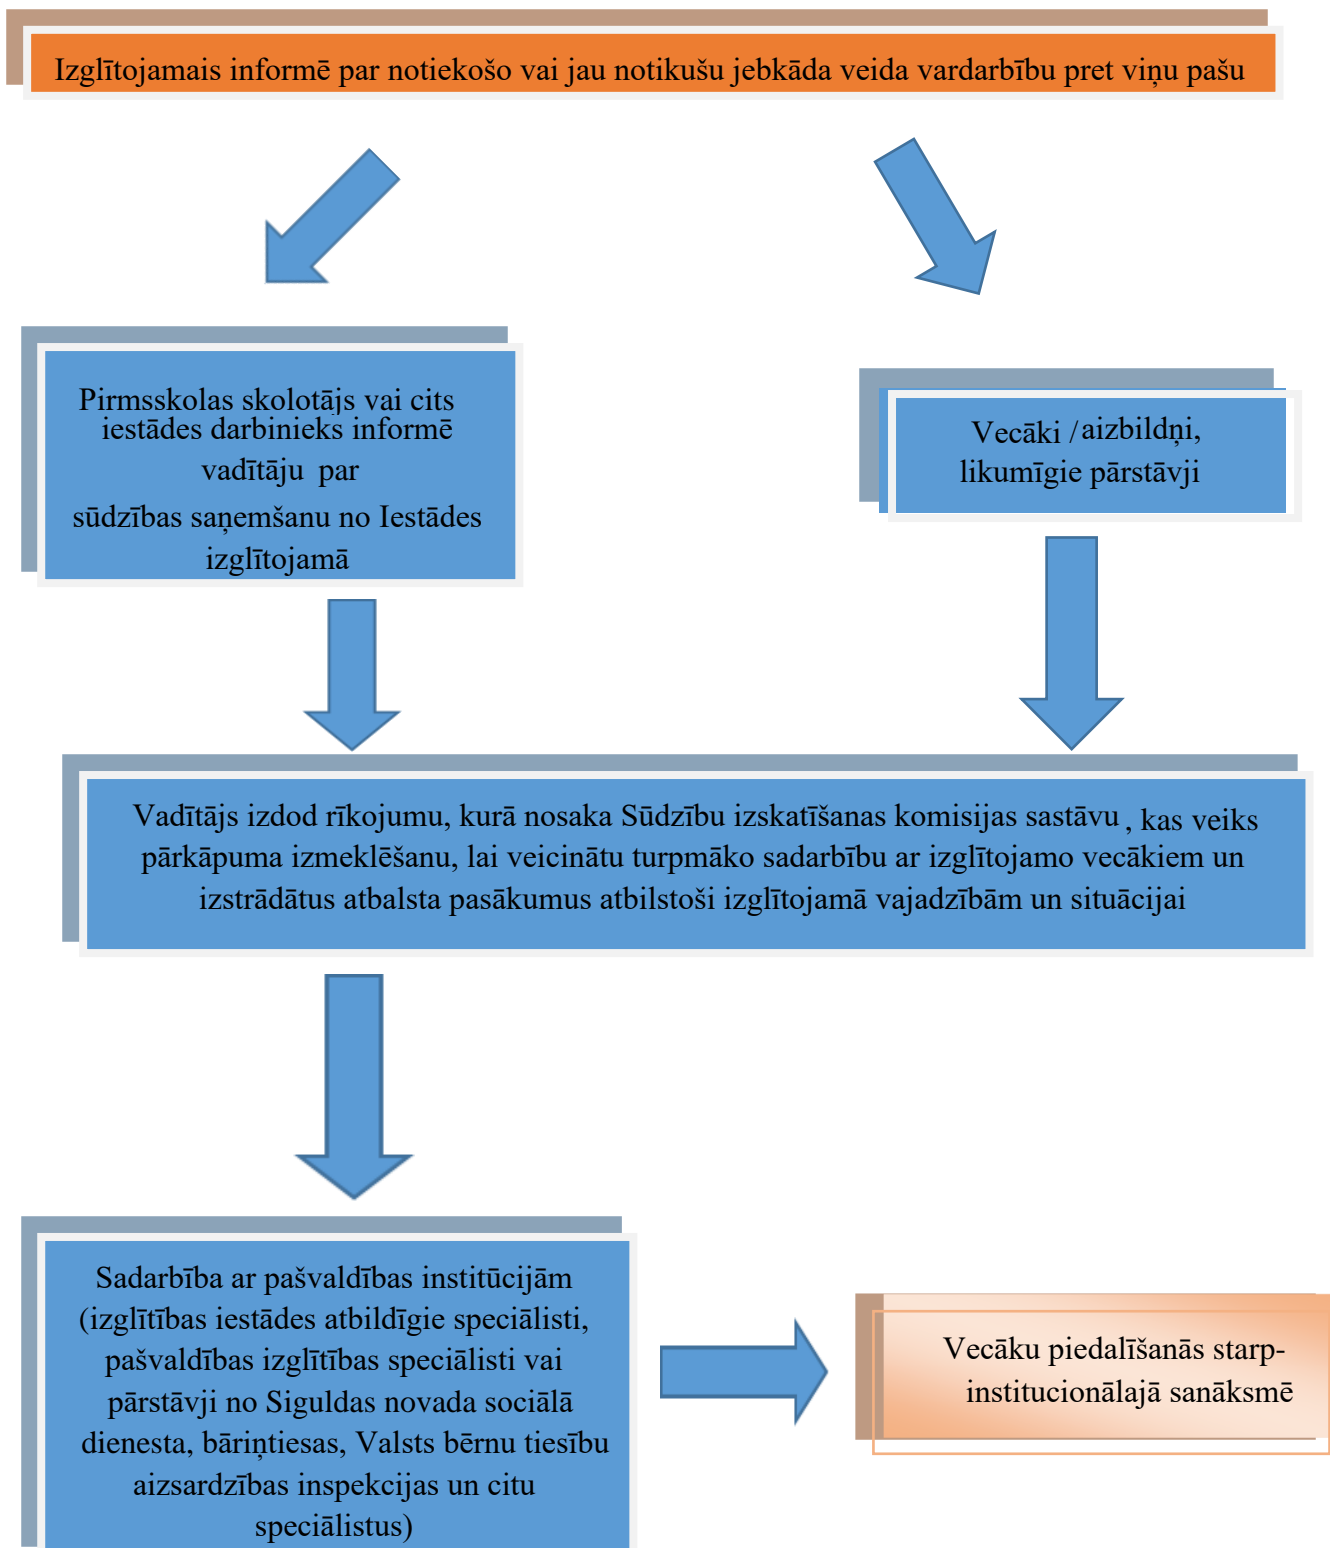 Izglītojamais informē par notiekošo vai jau notikušu jebkāda veida vardarbību pret viņu pašu
Pirmsskolas skolotājs vai cits
iestādes darbinieks informē
vadītāju par
sūdzības saņemšanu no Iestādes
izglītojamā
Vecāki / aizbildņi,
likumīgie pārstāvji
Vadītājs izdod rīkojumu, kurā nosaka Sūdzību izskatīšanas komisijas sastāvu , kas veiks
pārkāpuma izmeklēšanu, lai veicinātu turpmāko sadarbību ar izglītojamo vecākiem un
izstrādātus atbalsta pasākumus atbilstoši izglītojamā vajadzībām un situācijai
Sadarbība ar pašvaldības institūcijām
(izglītības iestādes atbildīgie speciālisti,
pašvaldības izglītības speciālisti vai
pārstāvji no Siguldas novada sociālā
dienesta, bāriņtiesas, Valsts bērnu tiesību
aizsardzības inspekcijas un citu
speciālistus)
Vecāku piedalīšanās starp-
institucionālajā sanāksmē